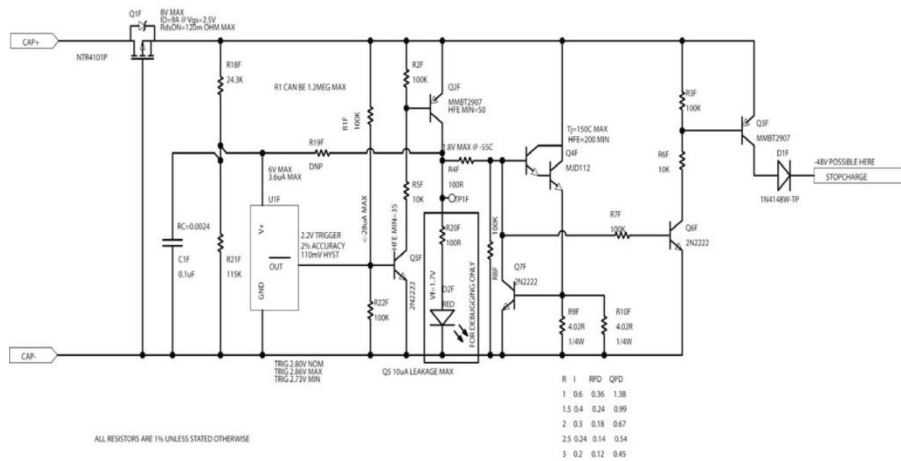 Q1F
8V MAX
ID=9A @ Vgs=2.5V
RdsON=120m OHM MAX
CAP+
NTR4101P
R18F
24.3K
R1 CAN BE 1.2MEG MAX
R1F
100K
R2F
100K
Q2F
MMBT2907
HFE MIN=50
R3F
100K
Q3F
MMBT2907
D1F
1N4148W-TP
-48V POSSIBLE HERE
STOPCHARGE
R19F
DNP
1.8V MAX @ -55C
Tj=150C MAX
HFE=200 MIN
Q4F
MJD112
R4F
100R
TP1F
6V MAX
3.6uA MAX
U1F
V+
OUT
GND
2.2V TRIGGER
2% ACCURACY
110mV HYST
<-28uA MAX
HFE MIN=35
R5F
10K
Q5F
2N2222
R6F
10K
R7F
100K
Q6F
2N2222
100K
R8F
Q7F
2N2222
R20F
100R
Vf=1.7V
D2F
RED
FOR DEBUGGING ONLY
RC=0.0024
C1F
0.1uF
R21F
115K
R22F
100K
R9F
4.02R
1/4W
R10F
4.02R
1/4W
CAP-
TRIG 2.80V NOM
TRIG 2.86V MAX
TRIG 2.73V MIN
Q5 10uA LEAKAGE MAX
R I RPD QPD
1 0.6 0.36 1.38
1.5 0.4 0.24 0.99
2 0.3 0.18 0.67
2.5 0.24 0.14 0.54
3 0.2 0.12 0.45
ALL RESISTORS ARE 1% UNLESS STATED OTHERWISE